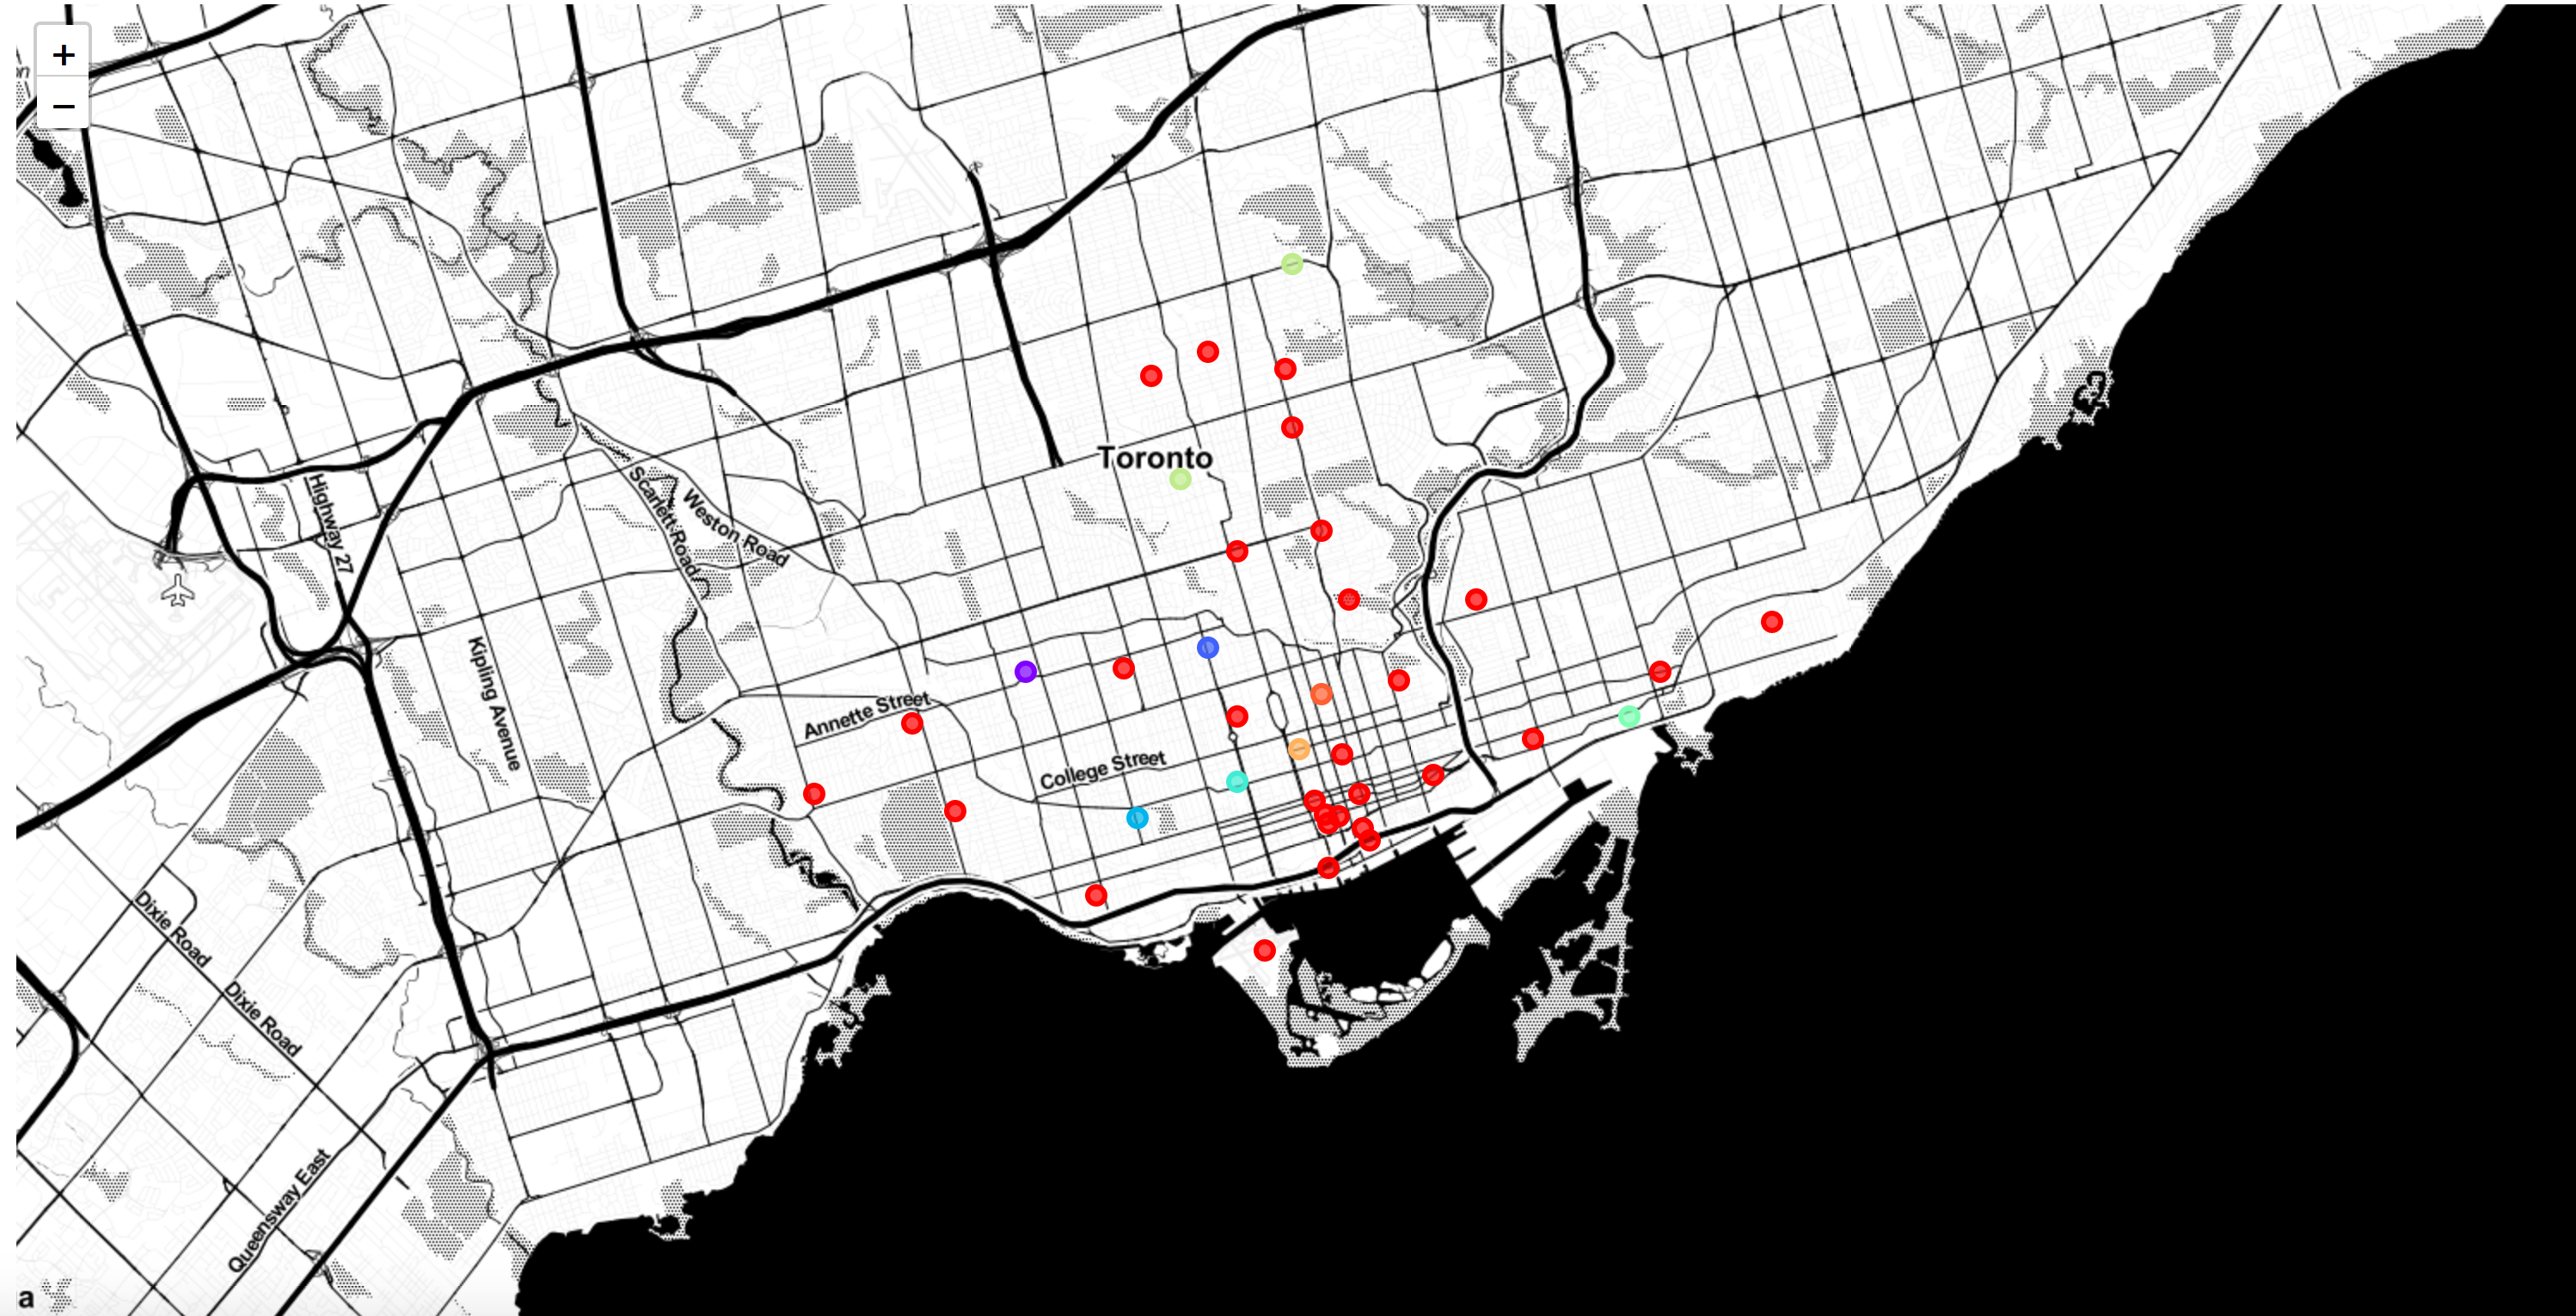 +
−
Toronto
Highway 27
Scarlett Road
Weston Road
Kipling Avenue
Annette Street
College Street
Dixie Road
Dixie Road
Queensway East
a